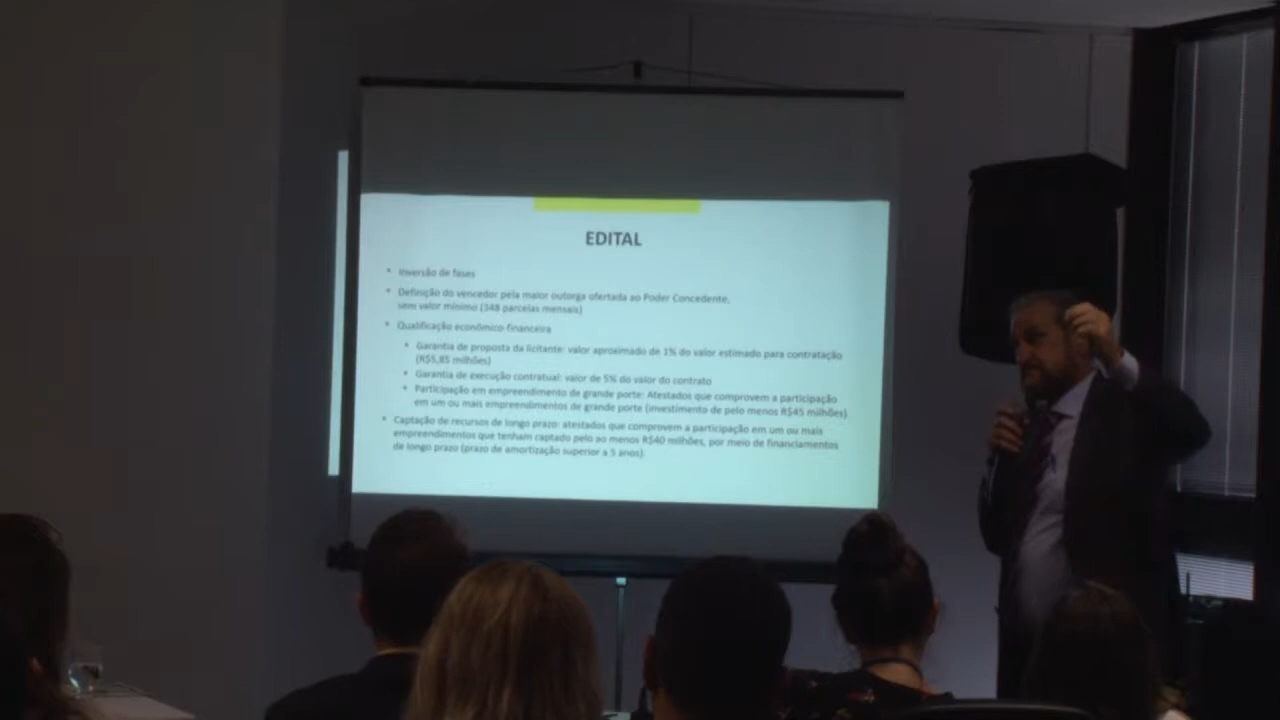 EDITAL
• Inversão de fases
• Definição do vencedor pela maior outorga ofertada ao Poder Concedente,
sem valor mínimo (348 parcelas mensais)
• Qualificação econômico-financeira
• Garantia de proposta da licitante: valor aproximado de 1% do valor estimado para contratação
(R$5,85 milhões)
• Garantia de execução contratual: valor de 5% do valor do contrato
• Participação em empreendimento de grande porte: Atestados que comprovem a participação
em um ou mais empreendimentos de grande porte (investimento de pelo menos R$45 milhões)
• Captação de recursos de longo prazo: atestados que comprovem a participação em um ou mais
empreendimentos que tenham captado pelo ao menos R$40 milhões, por meio de financiamentos
de longo prazo (prazo de amortização superior a 5 anos).